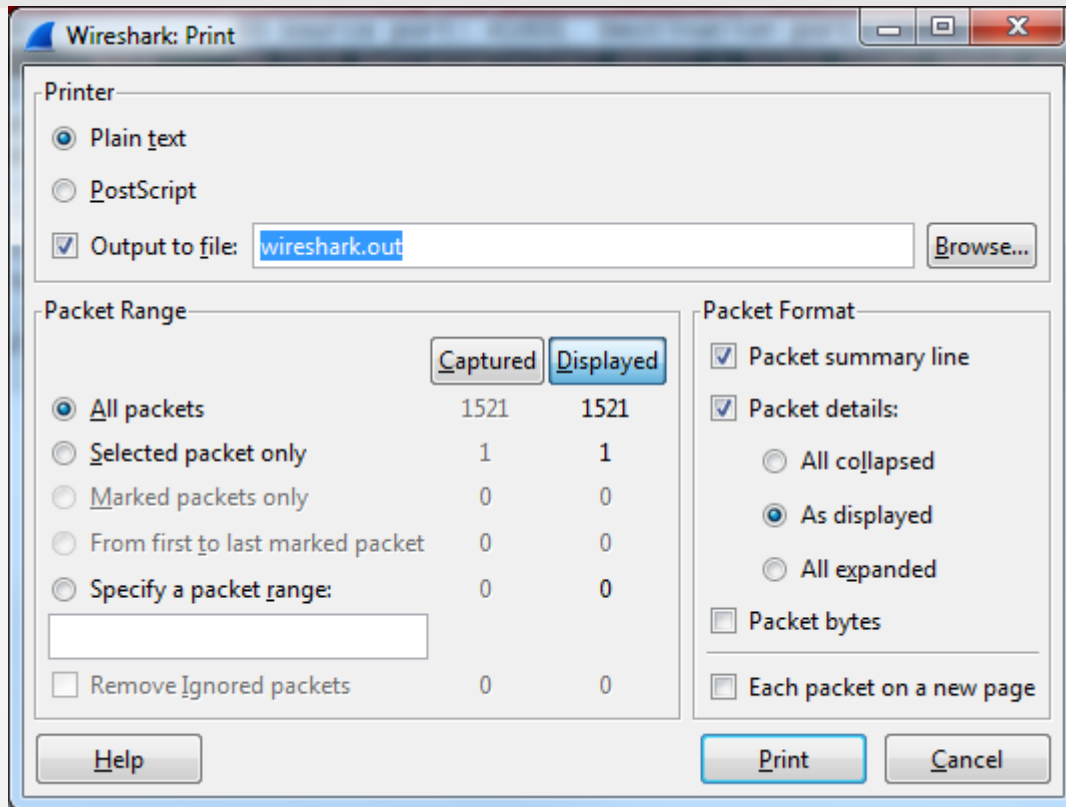 Wireshark: Print
Printer
Plain text
PostScript
Output to file: wireshark.out Browse...
Packet Range
Captured Displayed
All packets 1521 1521
Selected packet only 1 1
Marked packets only 0 0
From first to last marked packet 0 0
Specify a packet range: 0 0
Remove Ignored packets 0 0
Packet Format
Packet summary line
Packet details:
All collapsed
As displayed
All expanded
Packet bytes
Each packet on a new page
Help Print Cancel